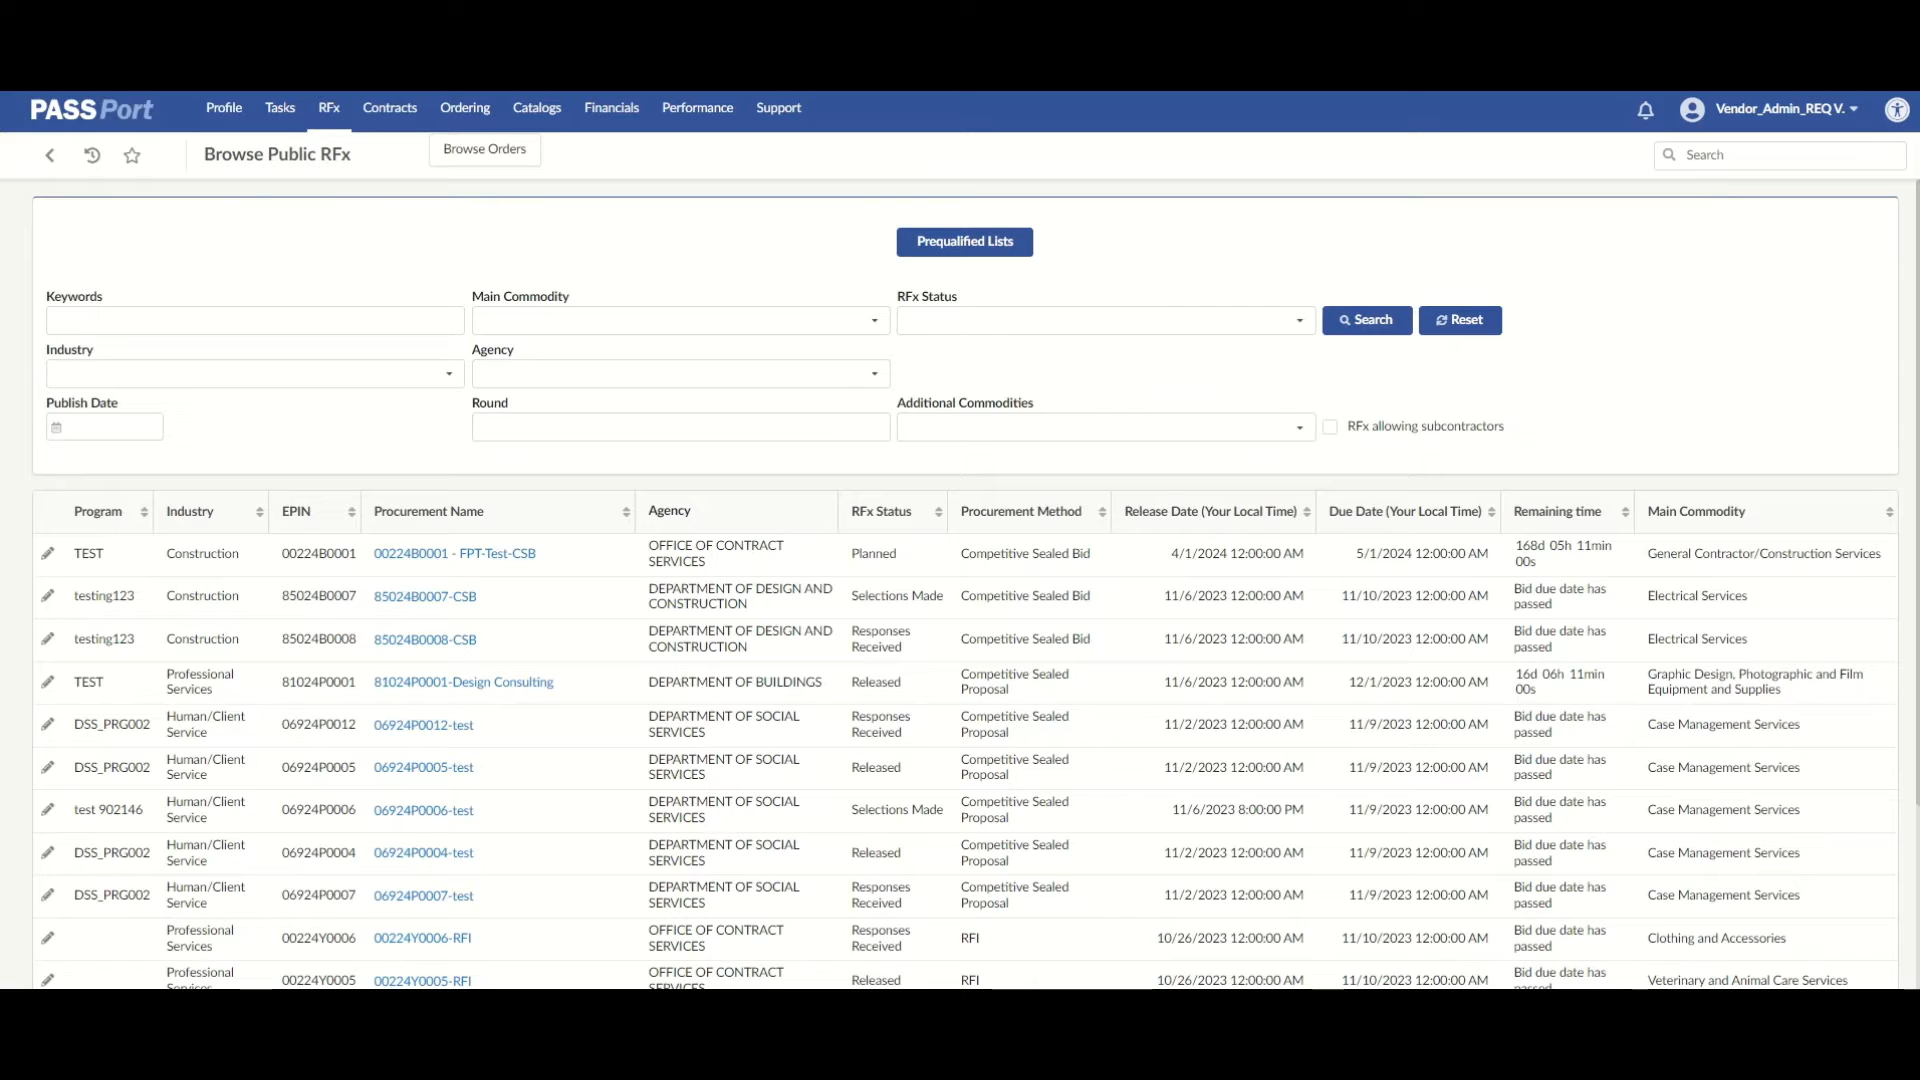 PASSPort
Profile Tasks RFx Contracts Ordering Catalogs Financials Performance Support
Vendor_Admin_REQ V.
Browse Public RFx
Browse Orders
Search
Prequalified Lists
Keywords Main Commodity RFx Status
Search Reset
Industry Agency
Publish Date Round Additional Commodities
RFx allowing subcontractors
Program Industry EPIN Procurement Name Agency RFx Status Procurement Method Release Date (Your Local Time) Due Date (Your Local Time) Remaining time Main Commodity
TEST Construction 00224B0001 00224B0001 - FPT-Test-CSB OFFICE OF CONTRACT SERVICES Planned Competitive Sealed Bid 4/1/2024 12:00:00 AM 5/1/2024 12:00:00 AM 168d 05h 11min 00s General Contractor/Construction Services
testing123 Construction 85024B0007 85024B0007-CSB DEPARTMENT OF DESIGN AND CONSTRUCTION Selections Made Competitive Sealed Bid 11/6/2023 12:00:00 AM 11/10/2023 12:00:00 AM Bid due date has passed Electrical Services
testing123 Construction 85024B0008 85024B0008-CSB DEPARTMENT OF DESIGN AND CONSTRUCTION Responses Received Competitive Sealed Bid 11/6/2023 12:00:00 AM 11/10/2023 12:00:00 AM Bid due date has passed Electrical Services
TEST Professional Services 81024P0001 81024P0001-Design Consulting DEPARTMENT OF BUILDINGS Released Competitive Sealed Proposal 11/6/2023 12:00:00 AM 12/1/2023 12:00:00 AM 16d 06h 11min 00s Graphic Design, Photographic and Film Equipment and Supplies
DSS_PRG002 Human/Client Service 06924P0012 06924P0012-test DEPARTMENT OF SOCIAL SERVICES Responses Received Competitive Sealed Proposal 11/2/2023 12:00:00 AM 11/9/2023 12:00:00 AM Bid due date has passed Case Management Services
DSS_PRG002 Human/Client Service 06924P0005 06924P0005-test DEPARTMENT OF SOCIAL SERVICES Released Competitive Sealed Proposal 11/2/2023 12:00:00 AM 11/9/2023 12:00:00 AM Bid due date has passed Case Management Services
test 902146 Human/Client Service 06924P0006 06924P0006-test DEPARTMENT OF SOCIAL SERVICES Selections Made Competitive Sealed Proposal 11/6/2023 8:00:00 PM 11/9/2023 12:00:00 AM Bid due date has passed Case Management Services
DSS_PRG002 Human/Client Service 06924P0004 06924P0004-test DEPARTMENT OF SOCIAL SERVICES Released Competitive Sealed Proposal 11/2/2023 12:00:00 AM 11/9/2023 12:00:00 AM Bid due date has passed Case Management Services
DSS_PRG002 Human/Client Service 06924P0007 06924P0007-test DEPARTMENT OF SOCIAL SERVICES Responses Received Competitive Sealed Proposal 11/2/2023 12:00:00 AM 11/9/2023 12:00:00 AM Bid due date has passed Case Management Services
Professional Services 00224Y0006 00224Y0006-RFI OFFICE OF CONTRACT SERVICES Responses Received RFI 10/26/2023 12:00:00 AM 11/10/2023 12:00:00 AM Bid due date has passed Clothing and Accessories
Professional Services 00224Y0005 00224Y0005-RFI OFFICE OF CONTRACT SERVICES Released RFI 10/26/2023 12:00:00 AM 11/10/2023 12:00:00 AM Bid due date has passed Veterinary and Animal Care Services